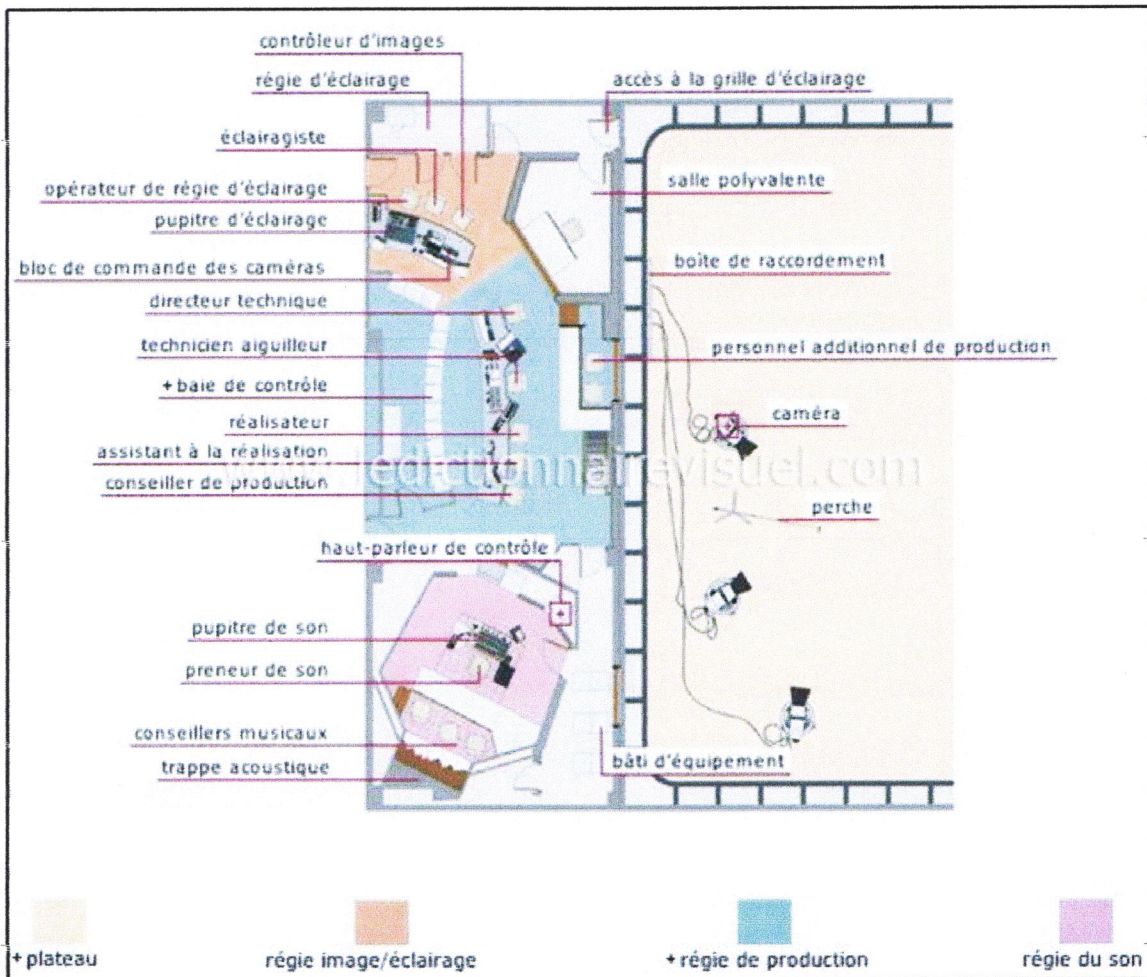 contrôleur d'images
régie d'éclairage
accès à la grille d'éclairage
éclairagiste
opérateur de régie d'éclairage
salle polyvalente
pupitre d'éclairage
bloc de commande des caméras
boîte de raccordement
directeur technique
technicien aiguilleur
personnel additionnel de production
+ baie de contrôle
caméra
réalisateur
assistant à la réalisation
www.ledictionnairevisuel.com
conseiller de production
perche
haut-parleur de contrôle
pupitre de son
preneur de son
conseillers musicaux
bâti d'équipement
trappe acoustique
+ plateau
régie image/éclairage
+ régie de production
régie du son